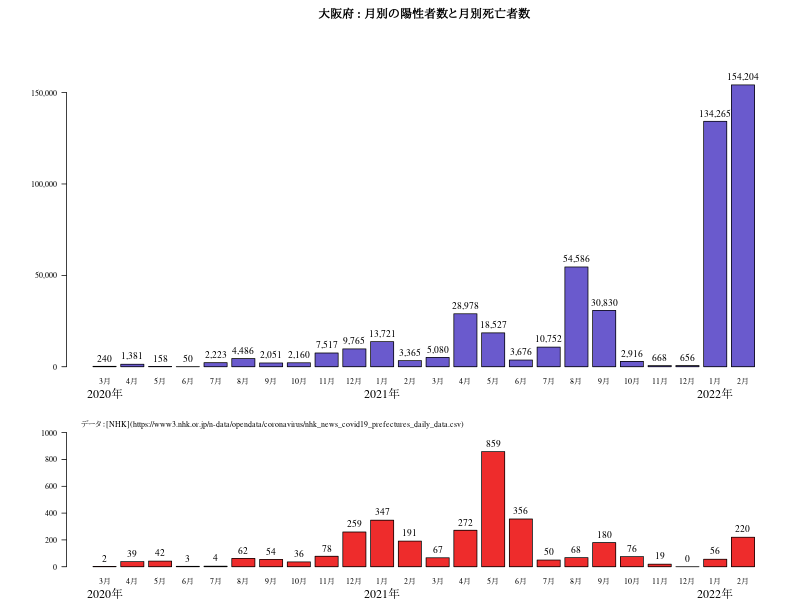 大阪府 : 月別の陽性者数と月別死亡者数
154,204
150,000
134,265
100,000
54,586
50,000
28,978
30,830
18,527
13,721
7,517 9,765
10,752
240 1,381 158 50 2,223 4,486 2,051 2,160 3,365 5,080 3,676 2,916 668 656
0
3月 4月 5月 6月 7月 8月 9月 10月 11月 12月 1月 2月 3月 4月 5月 6月 7月 8月 9月 10月 11月 12月 1月 2月
2020年 2021年 2022年
データ:[NHK](https://www3.nhk.or.jp/n-data/opendata/coronavirus/nhk_news_covid19_prefectures_daily_data.csv)
1000
859
800
600
400
347 356
259 272
200
191 180 220
2 39 42 3 4 62 54 36 78 67 50 68 76 19 0 56
0
3月 4月 5月 6月 7月 8月 9月 10月 11月 12月 1月 2月 3月 4月 5月 6月 7月 8月 9月 10月 11月 12月 1月 2月
2020年 2021年 2022年